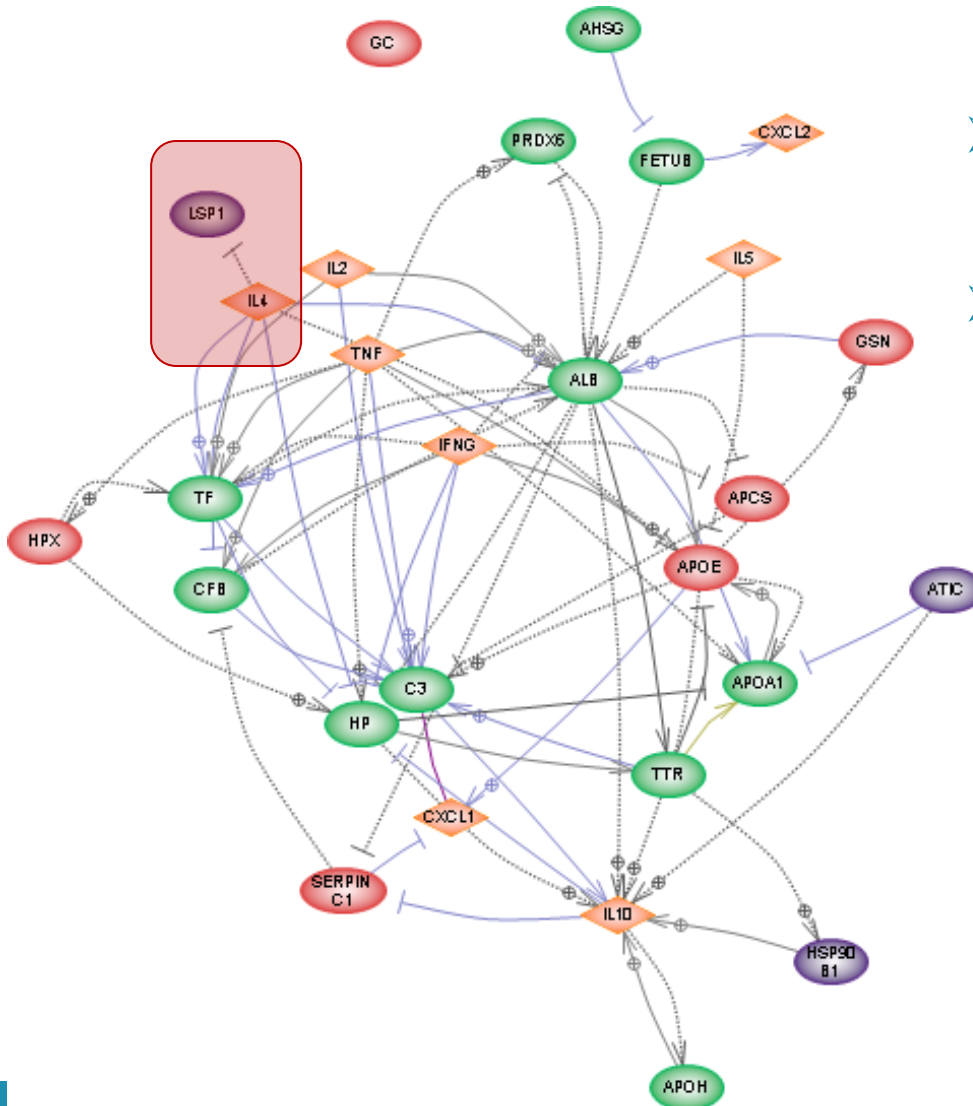 GC
AHSG
CXCL2
PRDX6
FETUB
LSP1
IL2
IL5
IL4
GSN
TNF
ALB
IFNG
APCS
TF
HPX
APOE
CFB
ATIC
C3
APOA1
HP
TTR
CXCL1
SERPIN
C1
IL10
HSP90
B1
APOH